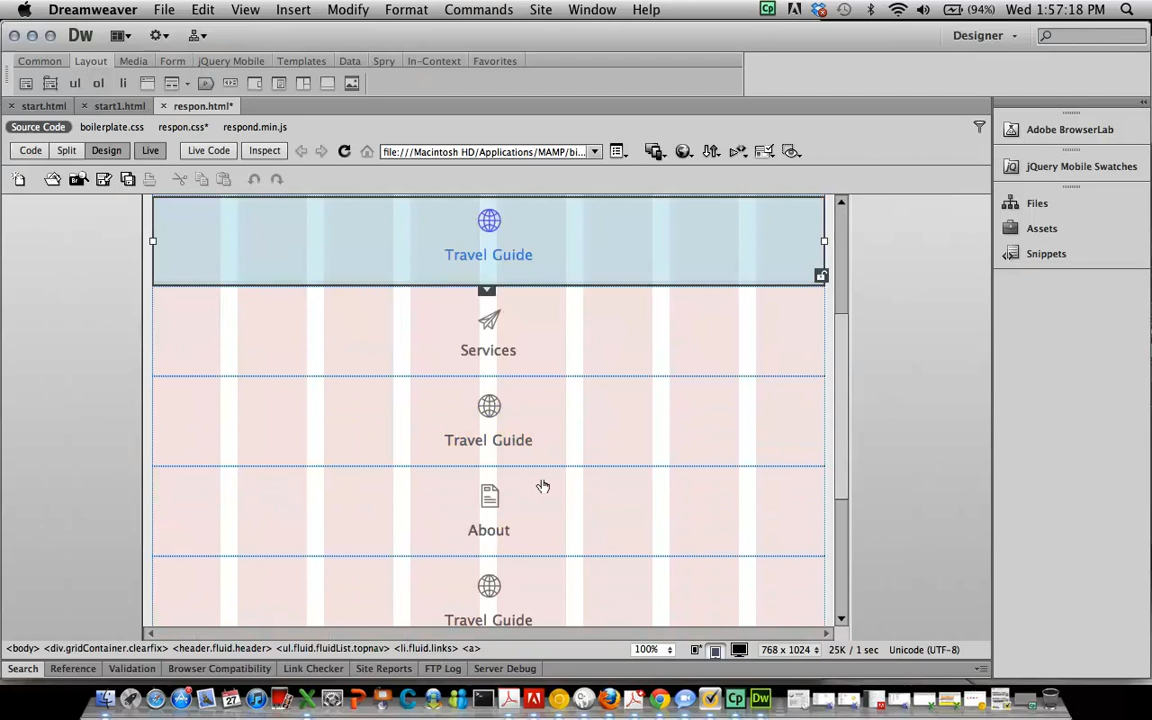 Dreamweaver File Edit View Insert Modify Format Commands Site Window Help (94%) Wed 1:57:18 PM
Dw Designer
Common Layout Media Form jQuery Mobile Templates Data Spry In-Context Favorites
ul ol li
start.html start1.html respon.html*
Source Code boilerplate.css respon.css* respond.min.js
Code Split Design Live Live Code Inspect file:///Macintosh HD/Applications/MAMP/bi...
Adobe BrowserLab
jQuery Mobile Swatches
Files
Assets
Snippets
Travel Guide
Services
Travel Guide
About
Travel Guide
<body> <div.gridContainer.clearfix> <header.fluid.header> <ul.fluid.fluidList.topnav> <li.fluid.links> <a> 100% 768 x 1024 25K / 1 sec Unicode (UTF-8)
Search Reference Validation Browser Compatibility Link Checker Site Reports FTP Log Server Debug